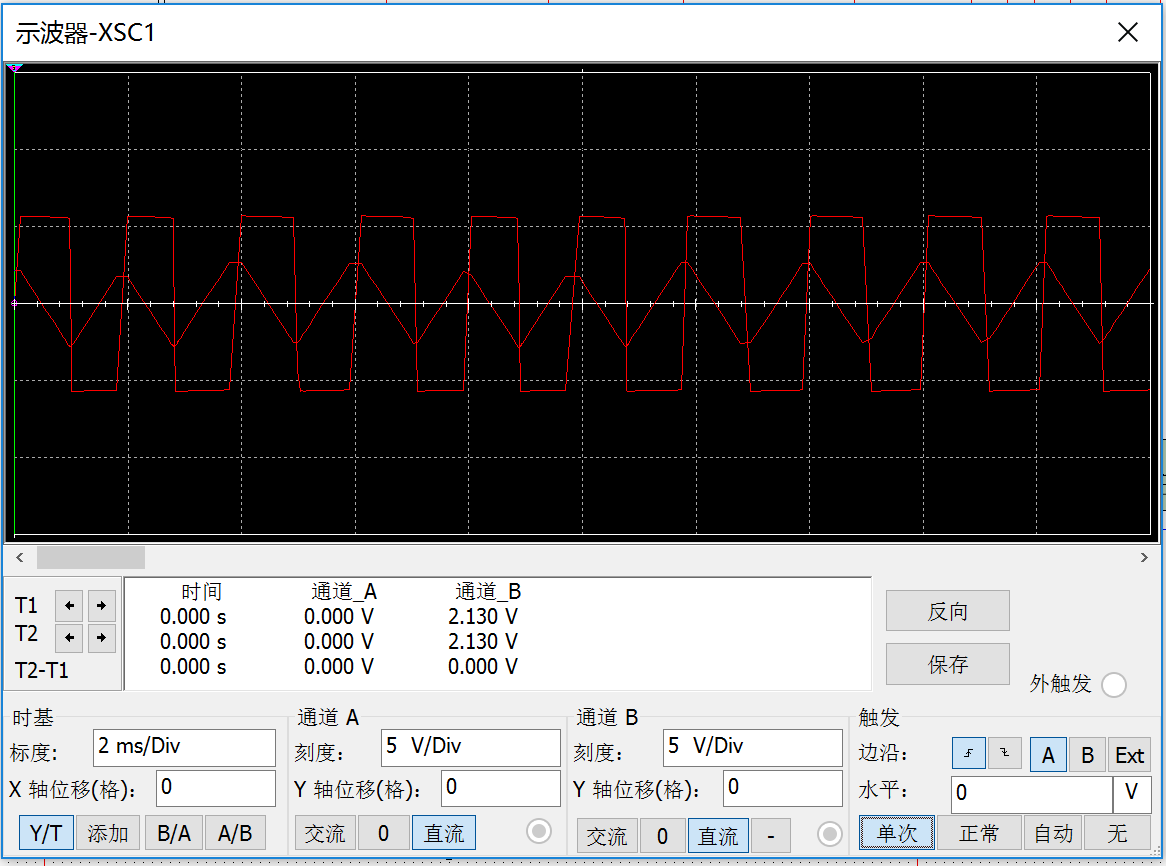 示波器-XSC1
时间 通道_A 通道_B
T1 0.000 s 0.000 V 2.130 V
T2 0.000 s 0.000 V 2.130 V
T2-T1 0.000 s 0.000 V 0.000 V
反向
保存
外触发
时基
标度: 2 ms/Div
X 轴位移(格): 0
Y/T 添加 B/A A/B
通道 A
刻度: 5 V/Div
Y 轴位移(格): 0
交流 0 直流
通道 B
刻度: 5 V/Div
Y 轴位移(格): 0
交流 0 直流 -
触发
边沿: A B Ext
水平: 0 V
单次 正常 自动 无